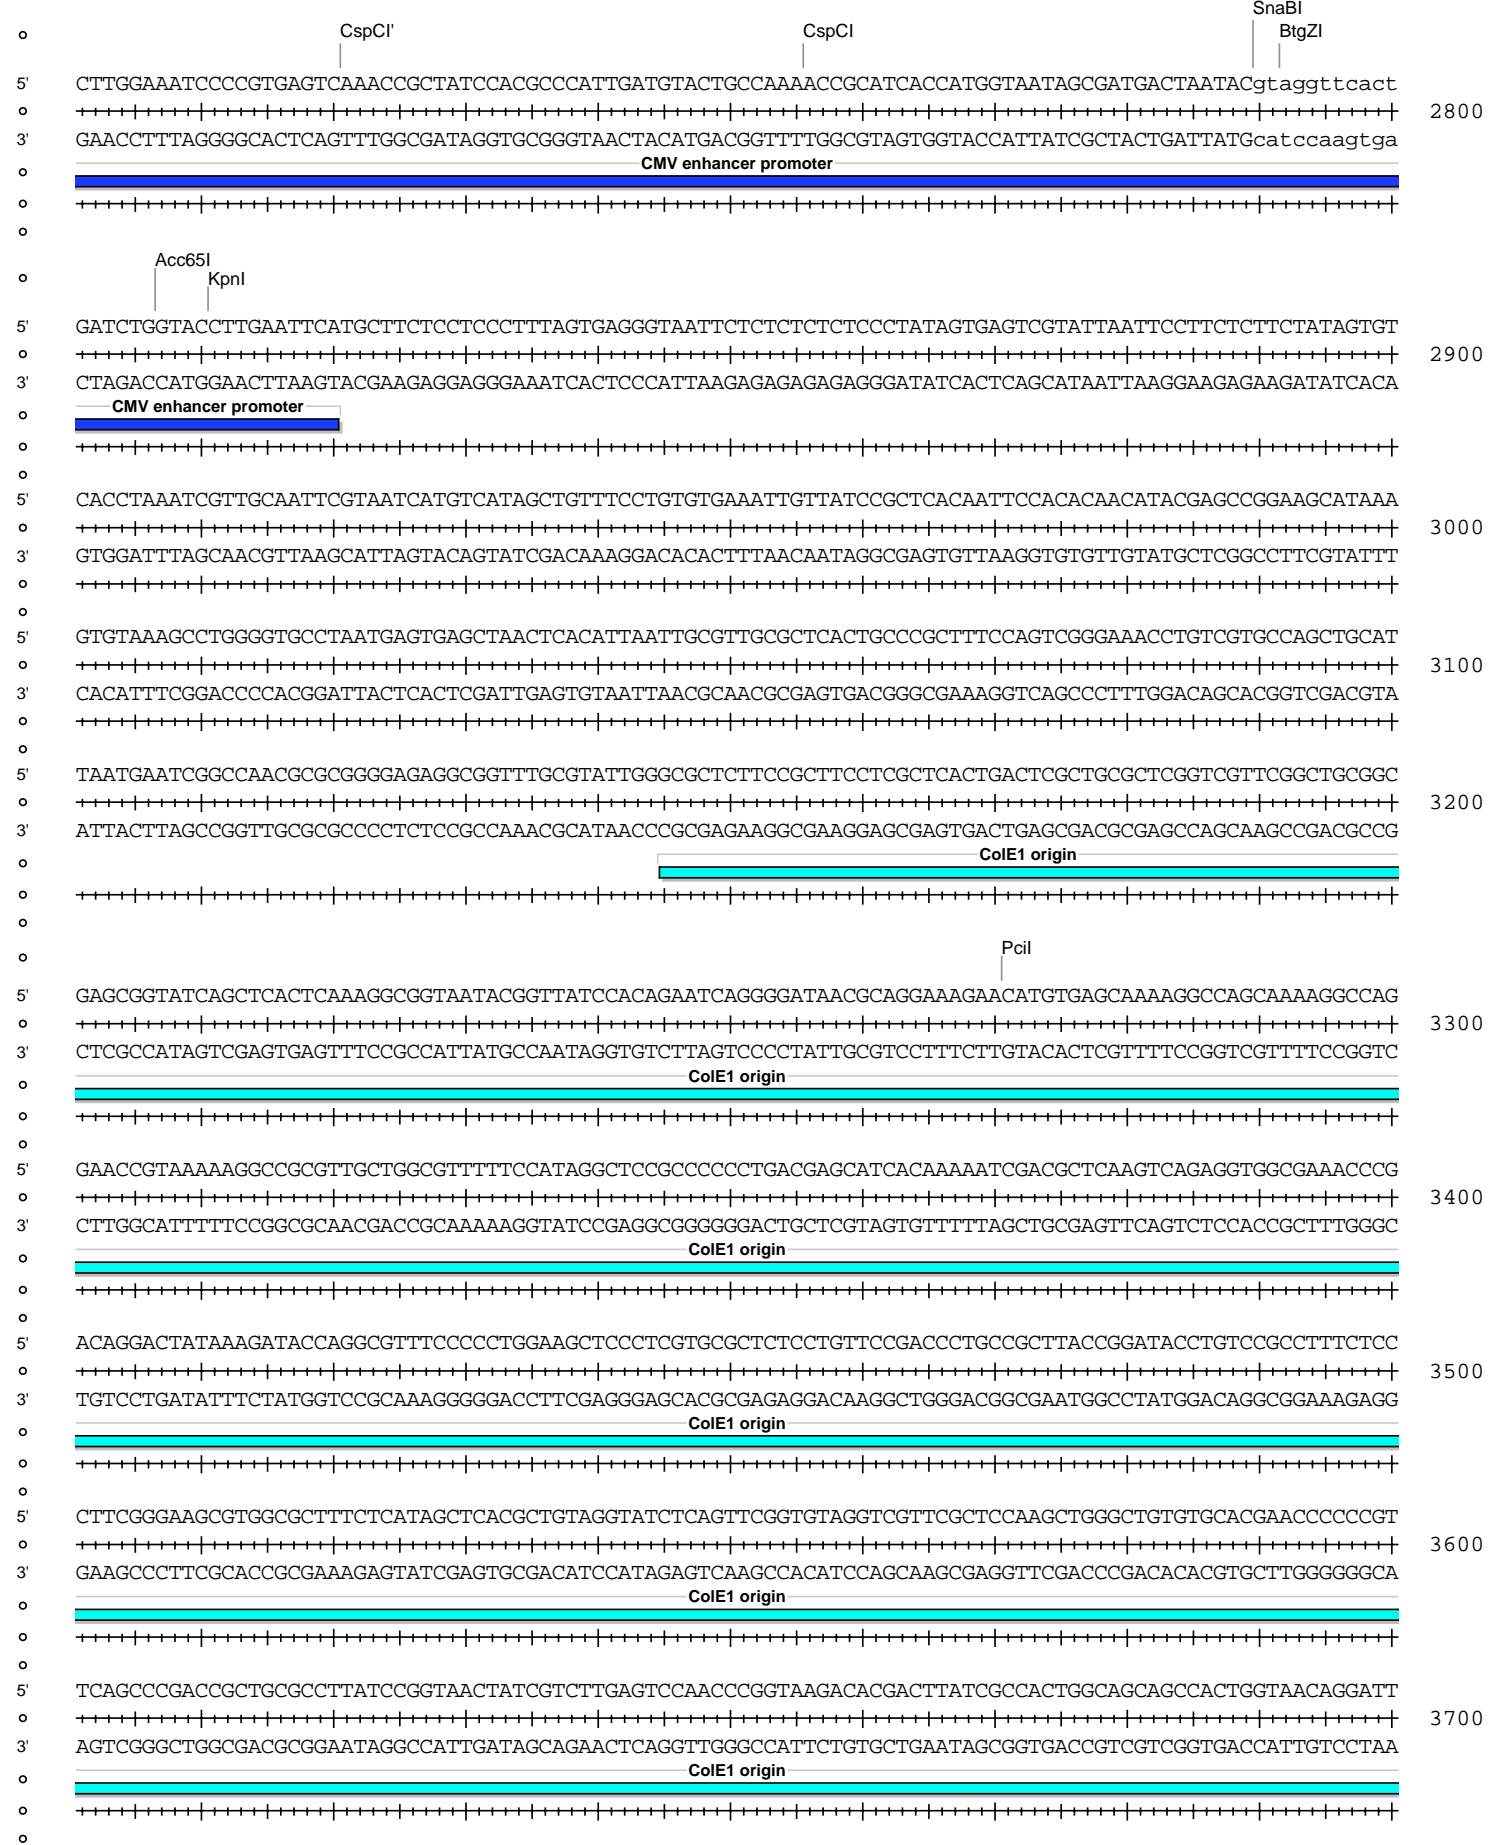 SnaBI
CspCI' CspCI BtgZI
5' CTTGGAAATCCCCGTGAGTCAAACCGCTATCCACGCCCATTGATGTACTGCCAAAACCGCATCACCATGGTAATAGCGATGACTAATACgtaggttcact
2800
3' GAACCTTTAGGGGCACTCAGTTTGGCGATAGGTGCGGGTAACTACATGACGGTTTTGGCGTAGTGGTACCATTATCGCTACTGATTATGcatccaagtga
CMV enhancer promoter
Acc65I
KpnI
5' GATCTGGTACCTTGAATTCATGCTTCTCCTCCCTTTAGTGAGGGTAATTCTCTCTCTCTCCCTATAGTGAGTCGTATTAATTCCTTCTCTTCTATAGTGT
2900
3' CTAGACCATGGAACTTAAGTACGAAGAGGAGGGAAATCACTCCCATTAAGAGAGAGAGAGGGATATCACTCAGCATAATTAAGGAAGAGAAGATATCACA
CMV enhancer promoter
5' CACCTAAATCGTTGCAATTCGTAATCATGTCATAGCTGTTTCCTGTGTGAAATTGTTATCCGCTCACAATTCCACACAACATACGAGCCGGAAGCATAAA
3000
3' GTGGATTTAGCAACGTTAAGCATTAGTACAGTATCGACAAAGGACACACTTTAACAATAGGCGAGTGTTAAGGTGTGTTGTATGCTCGGCCTTCGTATTT
5' GTGTAAAGCCTGGGGTGCCTAATGAGTGAGCTAACTCACATTAATTGCGTTGCGCTCACTGCCCGCTTTCCAGTCGGGAAACCTGTCGTGCCAGCTGCAT
3100
3' CACATTTCGGACCCCACGGATTACTCACTCGATTGAGTGTAATTAACGCAACGCGAGTGACGGGCGAAAGGTCAGCCCTTTGGACAGCACGGTCGACGTA
5' TAATGAATCGGCCAACGCGCGGGGAGAGGCGGTTTGCGTATTGGGCGCTCTTCCGCTTCCTCGCTCACTGACTCGCTGCGCTCGGTCGTTCGGCTGCGGC
3200
3' ATTACTTAGCCGGTTGCGCGCCCCTCTCCGCCAAACGCATAACCCGCGAGAAGGCGAAGGAGCGAGTGACTGAGCGACGCGAGCCAGCAAGCCGACGCCG
ColE1 origin
PciI
5' GAGCGGTATCAGCTCACTCAAAGGCGGTAATACGGTTATCCACAGAATCAGGGGATAACGCAGGAAAGAACATGTGAGCAAAAGGCCAGCAAAAGGCCAG
3300
3' CTCGCCATAGTCGAGTGAGTTTCCGCCATTATGCCAATAGGTGTCTTAGTCCCCTATTGCGTCCTTTCTTGTACACTCGTTTTCCGGTCGTTTTCCGGTC
ColE1 origin
5' GAACCGTAAAAAGGCCGCGTTGCTGGCGTTTTTCCATAGGCTCCGCCCCCCTGACGAGCATCACAAAAATCGACGCTCAAGTCAGAGGTGGCGAAACCCG
3400
3' CTTGGCATTTTTCCGGCGCAACGACCGCAAAAAGGTATCCGAGGCGGGGGGACTGCTCGTAGTGTTTTTAGCTGCGAGTTCAGTCTCCACCGCTTTGGGC
ColE1 origin
5' ACAGGACTATAAAGATACCAGGCGTTTCCCCCTGGAAGCTCCCTCGTGCGCTCTCCTGTTCCGACCCTGCCGCTTACCGGATACCTGTCCGCCTTTCTCC
3500
3' TGTCCTGATATTTCTATGGTCCGCAAAGGGGGACCTTCGAGGGAGCACGCGAGAGGACAAGGCTGGGACGGCGAATGGCCTATGGACAGGCGGAAAGAGG
ColE1 origin
5' CTTCGGGAAGCGTGGCGCTTTCTCATAGCTCACGCTGTAGGTATCTCAGTTCGGTGTAGGTCGTTCGCTCCAAGCTGGGCTGTGTGCACGAACCCCCCGT
3600
3' GAAGCCCTTCGCACCGCGAAAGAGTATCGAGTGCGACATCCATAGAGTCAAGCCACATCCAGCAAGCGAGGTTCGACCCGACACACGTGCTTGGGGGGCA
ColE1 origin
5' TCAGCCCGACCGCTGCGCCTTATCCGGTAACTATCGTCTTGAGTCCAACCCGGTAAGACACGACTTATCGCCACTGGCAGCAGCCACTGGTAACAGGATT
3700
3' AGTCGGGCTGGCGACGCGGAATAGGCCATTGATAGCAGAACTCAGGTTGGGCCATTCTGTGCTGAATAGCGGTGACCGTCGTCGGTGACCATTGTCCTAA
ColE1 origin